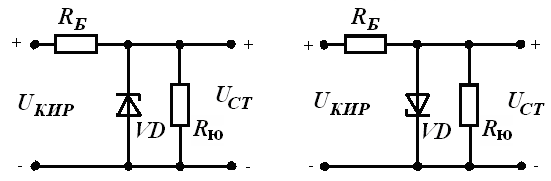 R_Б
+ +
U_КИР VD R_Ю U_СТ
- -
R_Б
+ +
U_КИР VD R_Ю U_СТ
- -